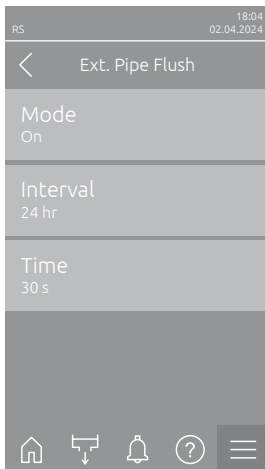 18:04
RS 02.04.2024
Ext. Pipe Flush
Mode
On
Interval
24 hr
Time
30 s
?